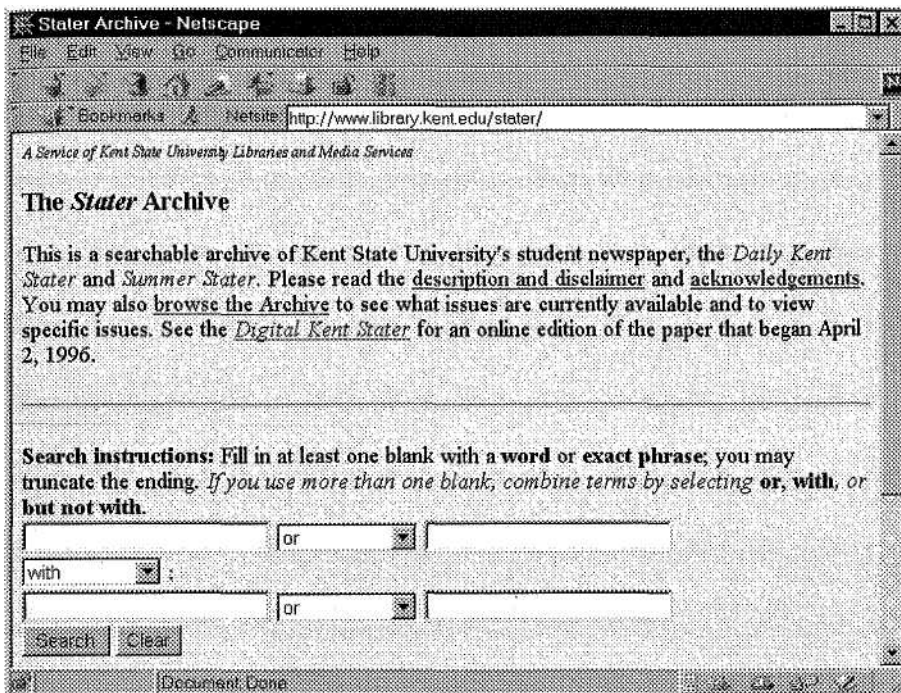 Stater Archive - Netscape
File Edit View Go Communicator Help
Bookmarks Netsite: http://www.library.kent.edu/stater/
A Service of Kent State University Libraries and Media Services
The Stater Archive
This is a searchable archive of Kent State University's student newspaper, the Daily Kent
Stater and Summer Stater. Please read the description and disclaimer and acknowledgements.
You may also browse the Archive to see what issues are currently available and to view
specific issues. See the Digital Kent Stater for an online edition of the paper that began April
2, 1996.
Search instructions: Fill in at least one blank with a word or exact phrase; you may
truncate the ending. If you use more than one blank, combine terms by selecting or, with, or
but not with.
or
with :
or
Search Clear
Document: Done